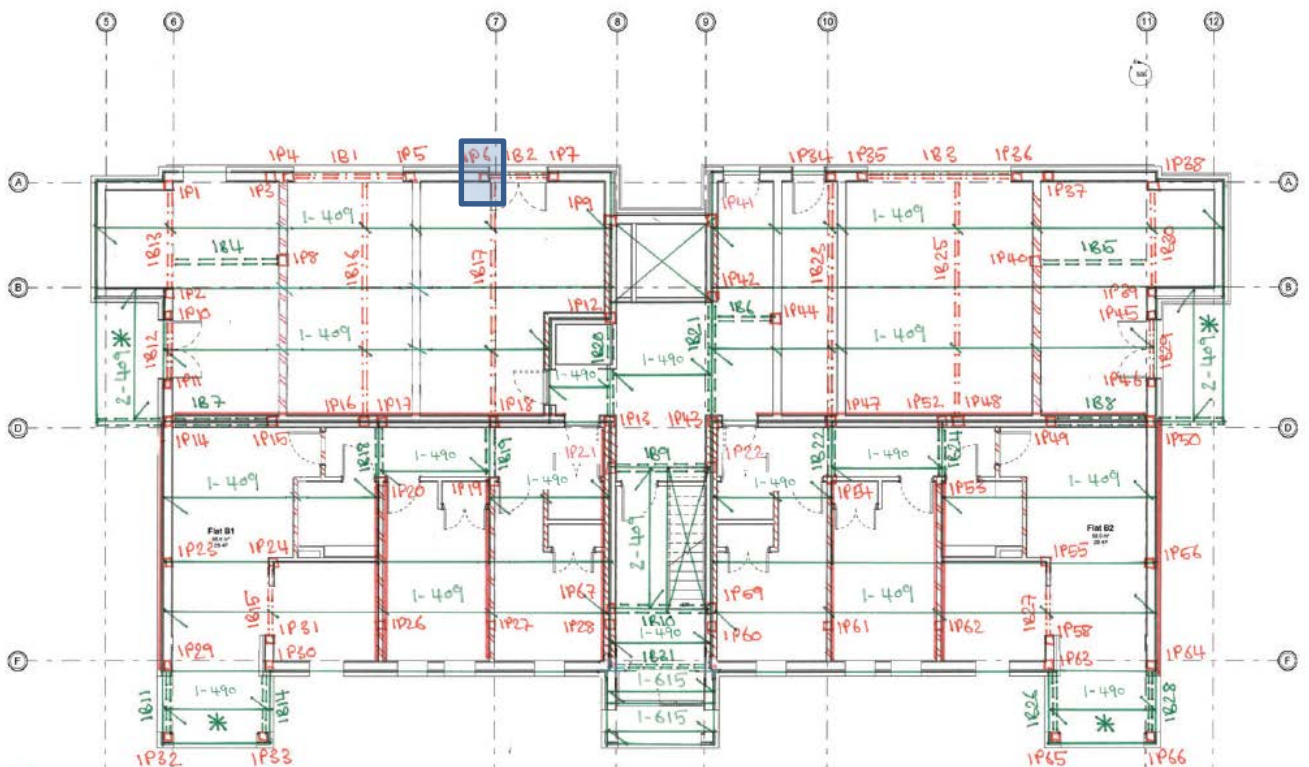 5 6 7 8 9 10 11 12
1P4 1B1 1P5 1P6 1B2 1P7 1P34 1P35 1B3 1P36 1P38
A 1P1 1P3 1P9 1P41 1P37 A
1-409 1-409
1B13 1B4 1P8 1B16 1B17 1B23 1B25 1P40 1B5 1B30
B 1P2 1P12 1P42 1P39 B
1P10 1B6 1P44 1P45
2-409 * 1B12 1-409 1B20 1-490 1B21 1-409 1B29 2-409 *
1P11 1-490 1P46
1B7 1P16 1P17 1P18 1P13 1P43 1P47 1P52 1P48 1B8
D 1P14 1P15 1P21 1P22 1P49 1P50 D
1B18 1-490 1B19 1B9 1B22 1-490 1B24
1-409 1P20 1P19 1-490 1-490 1P54 1P53 1-409
Flat B1 Flat B2
2-409
1P23 1P24 1P55 1P56
1B15 1-409 1P67 1P59 1-409 1B27
1P31 1P26 1P27 1P28 1B10 1P60 1P61 1P62 1P58
1-490
F 1P29 1P30 1B31 1P63 1P64 F
1B11 1-490 1B14 1-615 1B26 1-490 1B28
* 1-615 *
1P32 1P33 1P65 1P66